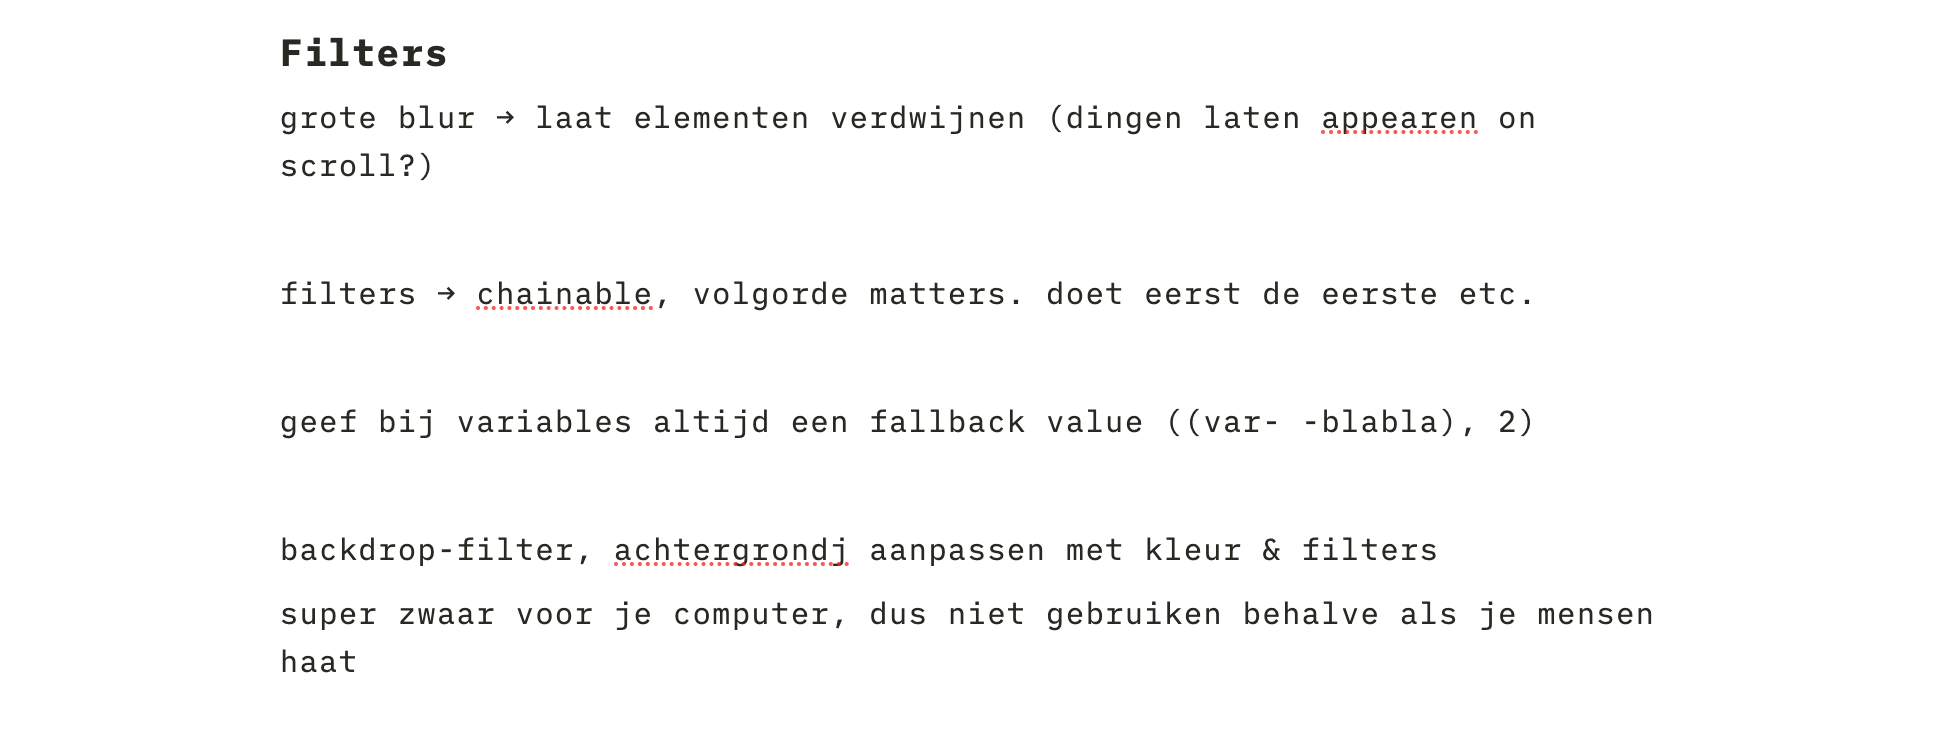 Filters
grote blur → laat elementen verdwijnen (dingen laten appearen on
scroll?)
filters → chainable, volgorde matters. doet eerst de eerste etc.
geef bij variables altijd een fallback value ((var- -blabla), 2)
backdrop-filter, achtergrondj aanpassen met kleur & filters
super zwaar voor je computer, dus niet gebruiken behalve als je mensen
haat